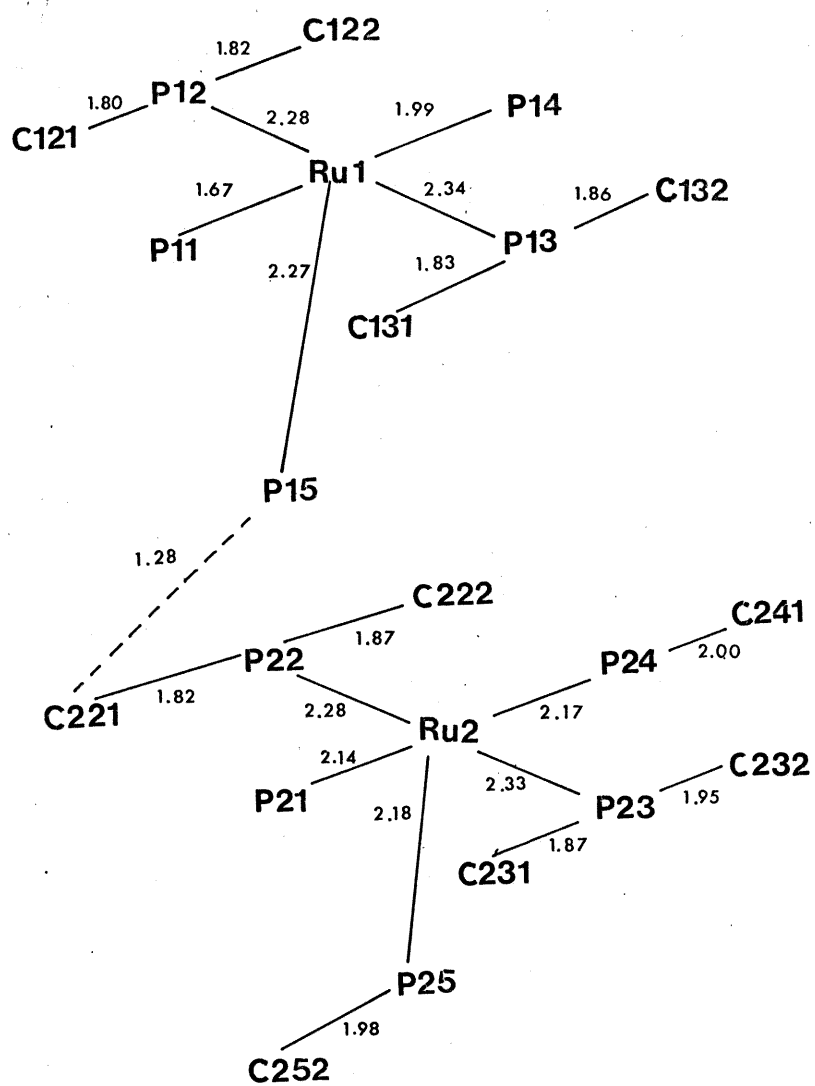 C122
1.82
P12
1.80
C121
2.28
1.99
P14
Ru1
1.67
2.34
1.86
C132
P11
P13
1.83
2.27
C131
P15
1.28
C222
C241
1.87
P22
P24
2.00
1.82
C221
2.28
2.17
Ru2
2.14
C232
P21
2.33
P23
1.95
2.18
1.87
C231
P25
1.98
C252